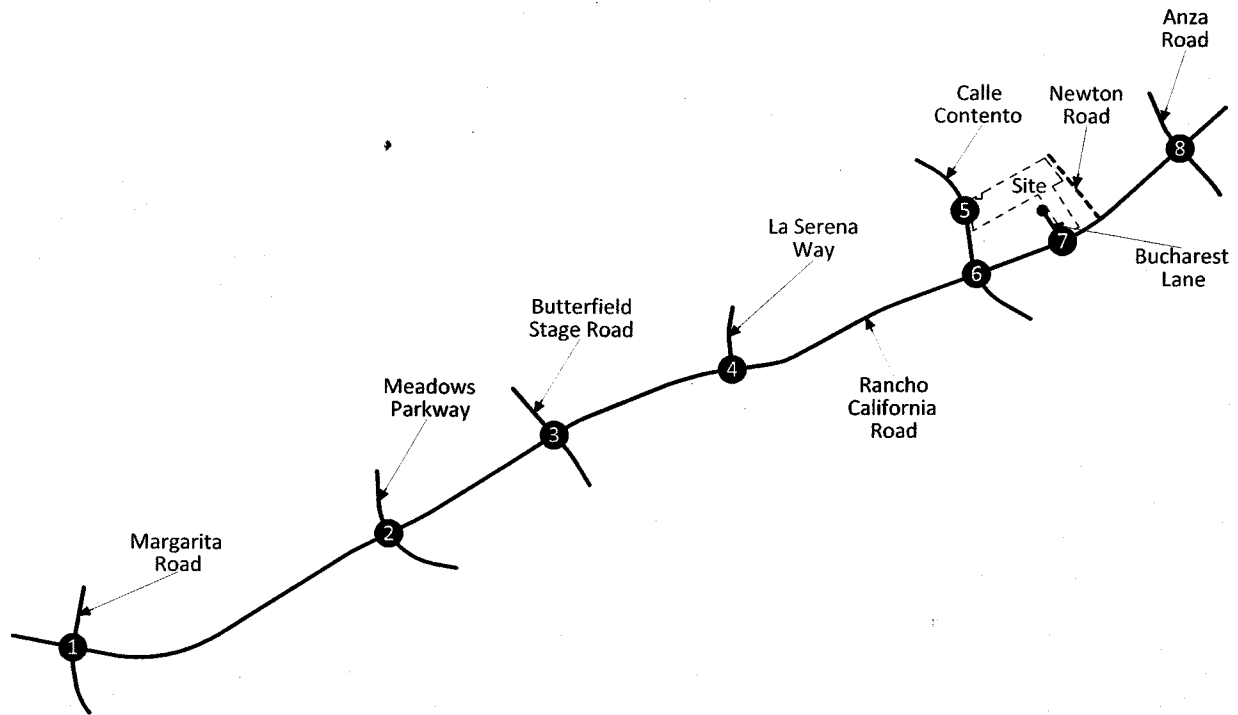 Anza
Road
Calle
Contento
Newton
Road
8
Site
5
La Serena
Way
7
Bucharest
Lane
6
Butterfield
Stage Road
4
Rancho
California
Road
Meadows
Parkway
3
2
Margarita
Road
1